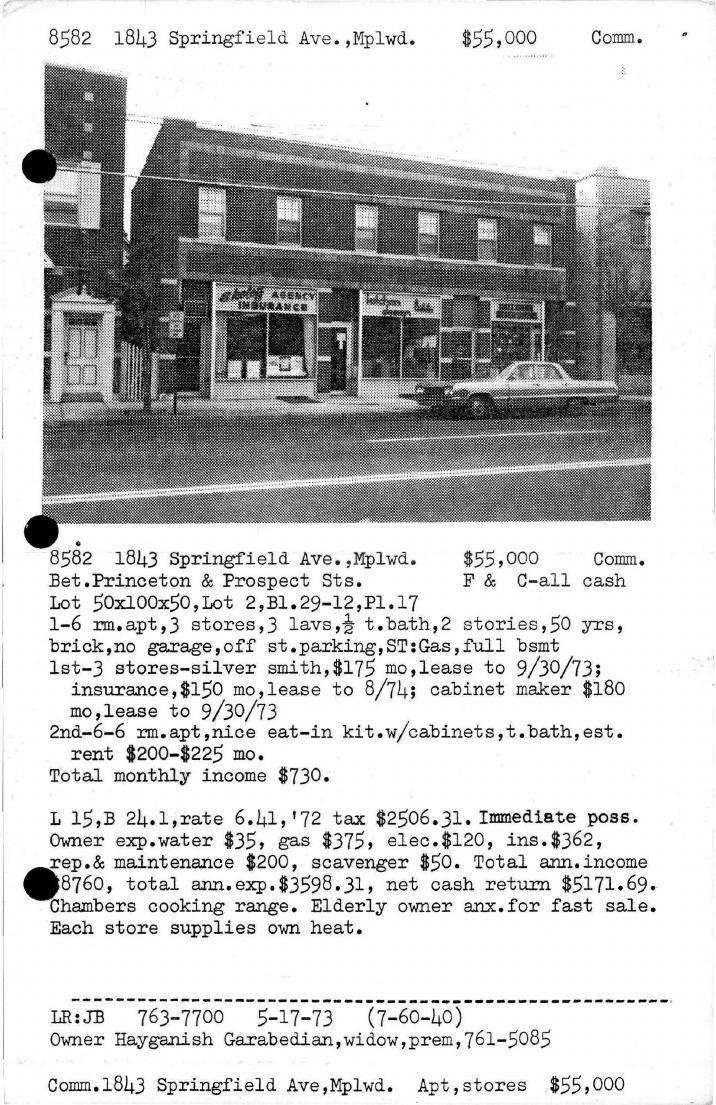 8582 1843 Springfield Ave.,Mplwd. $55,000 Comm.
AGENCY
INSURANCE
8582 1843 Springfield Ave.,Mplwd. $55,000 Comm.
Bet.Princeton & Prospect Sts. F & C-all cash
Lot 50x100x50,Lot 2,Bl.29-12,Pl.17
1-6 rm.apt,3 stores,3 lavs,½ t.bath,2 stories,50 yrs,
brick,no garage,off st.parking,ST:Gas,full bsmt
1st-3 stores-silver smith,$175 mo,lease to 9/30/73;
insurance,$150 mo,lease to 8/74; cabinet maker $180
mo,lease to 9/30/73
2nd-6-6 rm.apt,nice eat-in kit.w/cabinets,t.bath,est.
rent $200-$225 mo.
Total monthly income $730.
L 15,B 24.1,rate 6.41,'72 tax $2506.31. Immediate poss.
Owner exp.water $35, gas $375, elec.$120, ins.$362,
rep.& maintenance $200, scavenger $50. Total ann.income
$8760, total ann.exp.$3598.31, net cash return $5171.69.
Chambers cooking range. Elderly owner anx.for fast sale.
Each store supplies own heat.
LR:JB 763-7700 5-17-73 (7-60-40)
Owner Hayganish Garabedian,widow,prem,761-5085
Comm.1843 Springfield Ave,Mplwd. Apt,stores $55,000